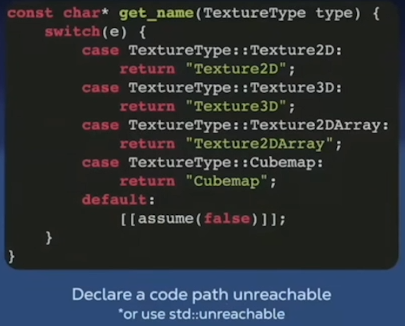 const char* get_name(TextureType type) {
    switch(e) {
        case TextureType::Texture2D:
            return "Texture2D";
        case TextureType::Texture3D:
            return "Texture3D";
        case TextureType::Texture2DArray:
            return "Texture2DArray";
        case TextureType::Cubemap:
            return "Cubemap";
        default:
            [[assume(false)]];
    }
}
Declare a code path unreachable
*or use std::unreachable